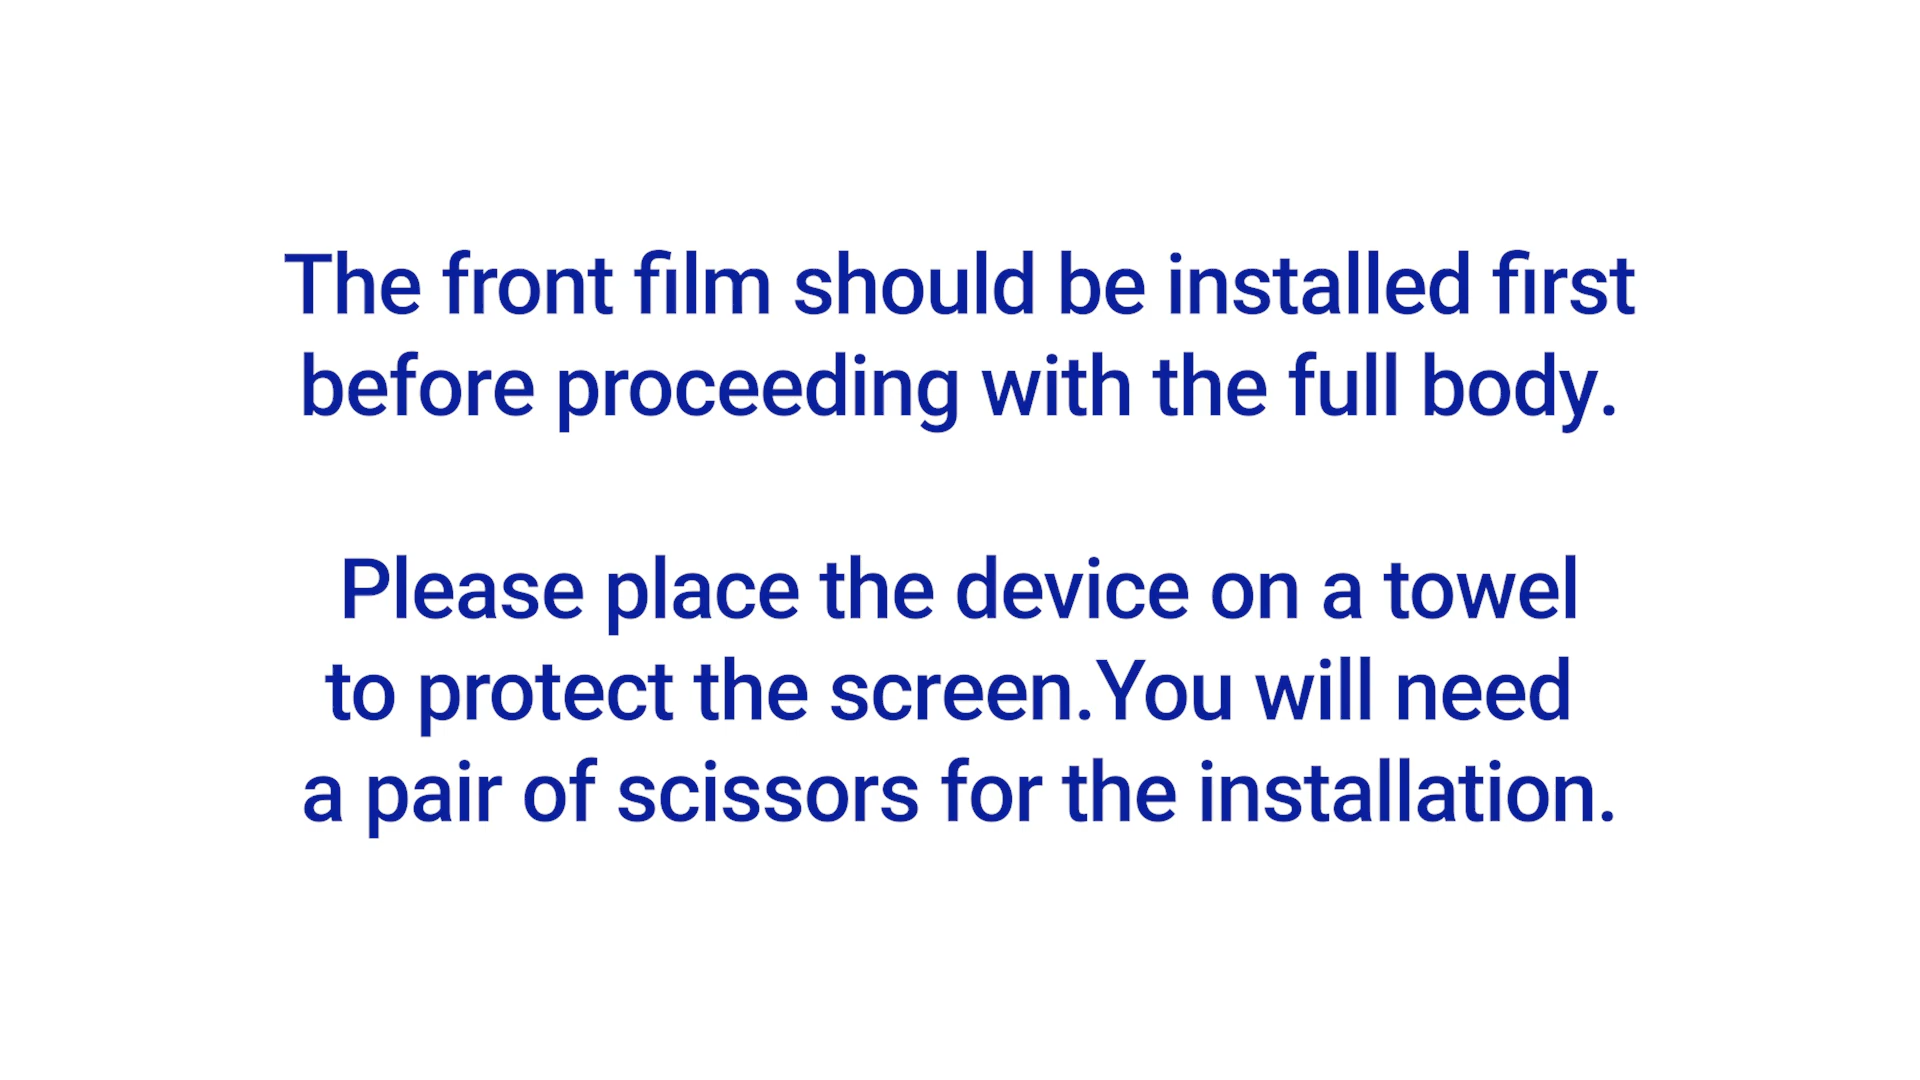 The front film should be installed first
before proceeding with the full body.
Please place the device on a towel
to protect the screen.You will need
a pair of scissors for the installation.